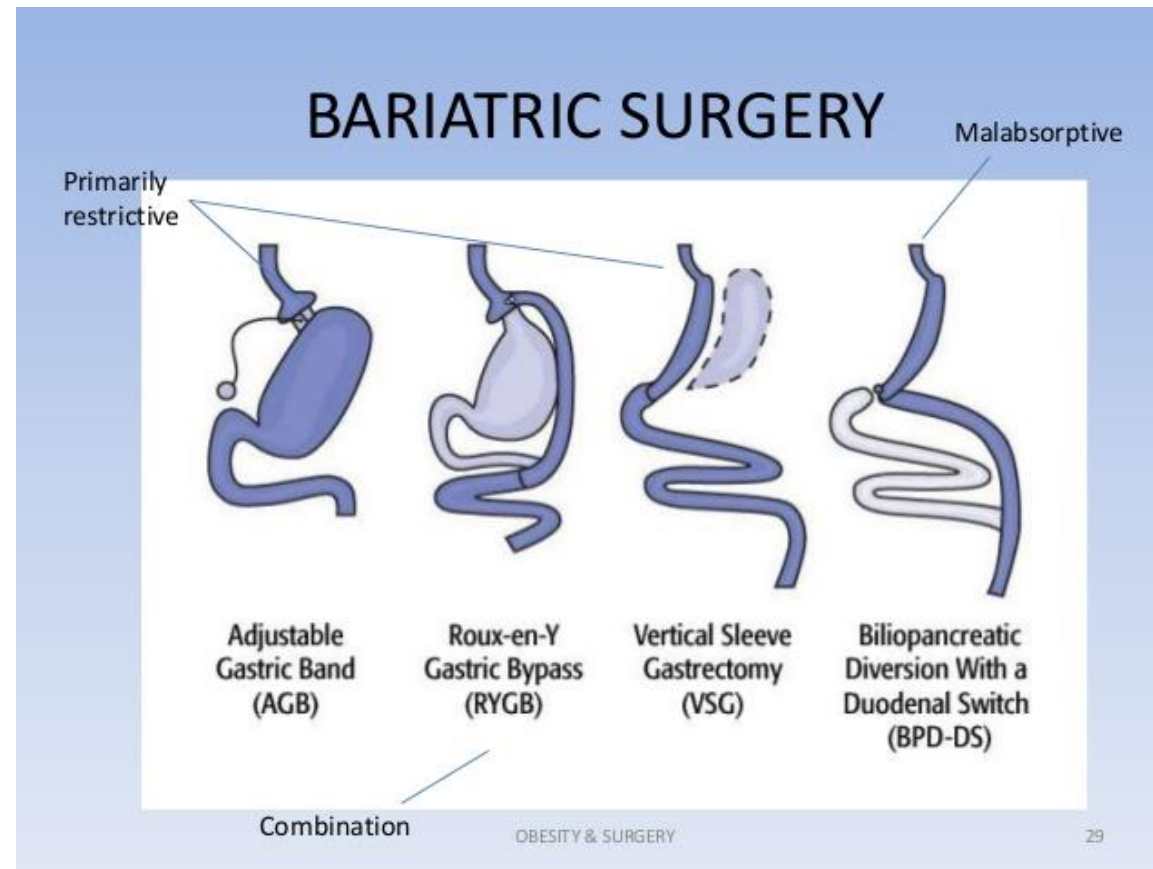 BARIATRIC SURGERY
Malabsorptive
Primarily
restrictive
Adjustable
Gastric Band
(AGB)
Roux-en-Y
Gastric Bypass
(RYGB)
Vertical Sleeve
Gastrectomy
(VSG)
Biliopancreatic
Diversion With a
Duodenal Switch
(BPD-DS)
Combination
OBESITY & SURGERY
29